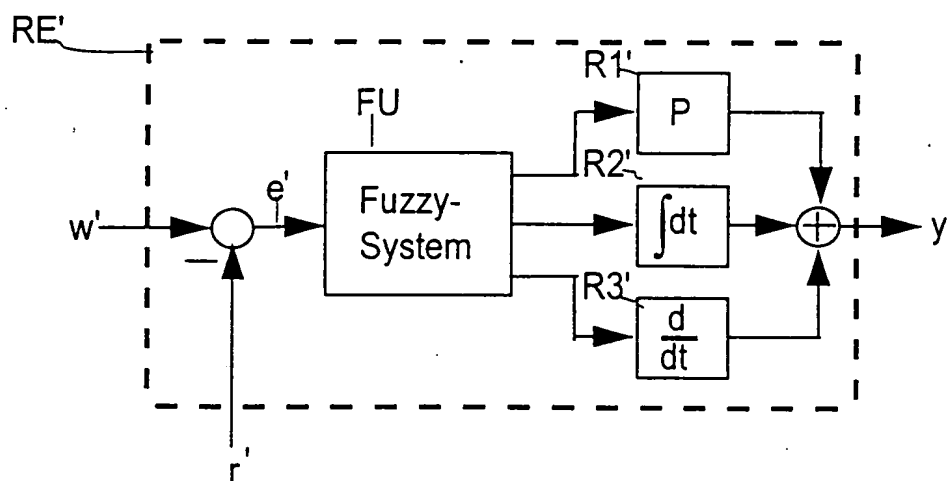 RE'
R1'
FU
P
R2'
e'
w'
Fuzzy-
System
∫dt
+
y
−
R3'
d
dt
r'